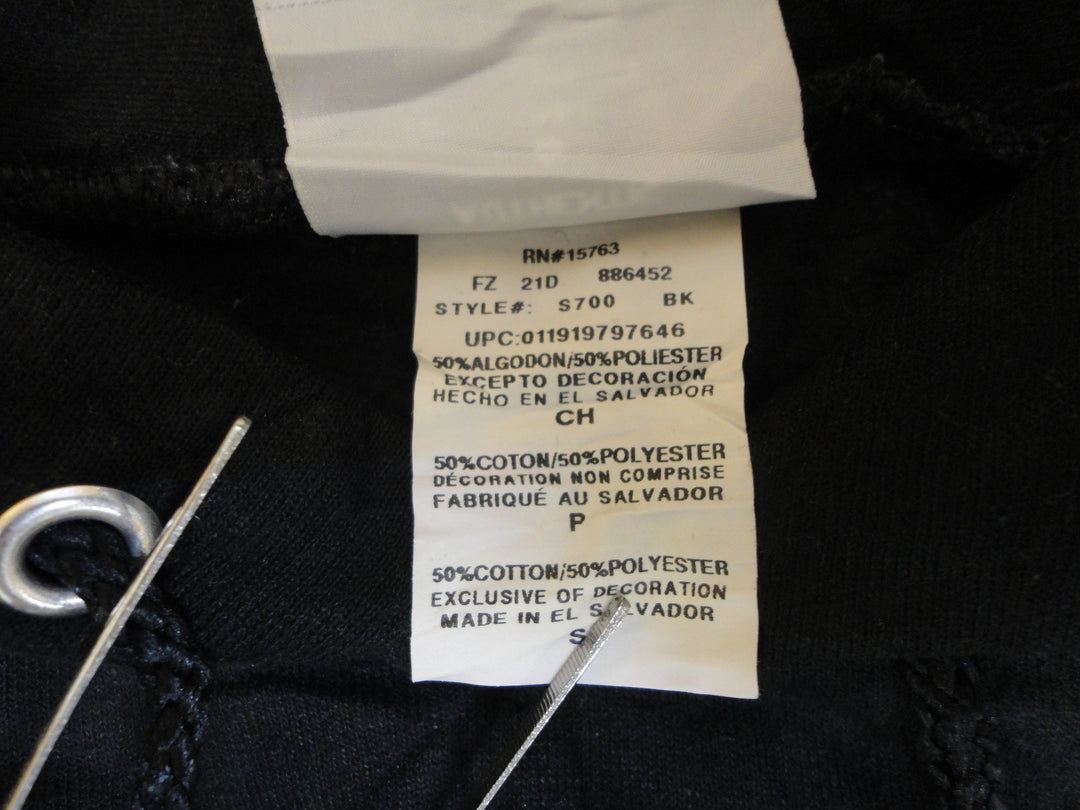 RN#15763
FZ 21D 886452
STYLE#: S700 BK
UPC:011919797646
50%ALGODON/50%POLIESTER
EXCEPTO DECORACIÓN
HECHO EN EL SALVADOR
CH
50%COTON/50%POLYESTER
DÉCORATION NON COMPRISE
FABRIQUÉ AU SALVADOR
P
50%COTTON/50%POLYESTER
EXCLUSIVE OF DECORATION
MADE IN EL SALVADOR
S